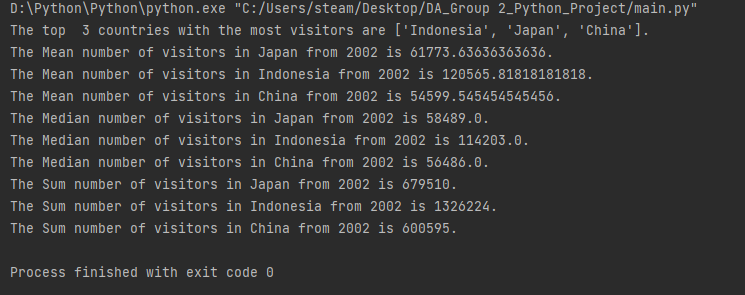 D:\Python\Python\python.exe "C:/Users/steam/Desktop/DA_Group 2_Python_Project/main.py"
The top  3 countries with the most visitors are ['Indonesia', 'Japan', 'China'].
The Mean number of visitors in Japan from 2002 is 61773.63636363636.
The Mean number of visitors in Indonesia from 2002 is 120565.81818181818.
The Mean number of visitors in China from 2002 is 54599.545454545456.
The Median number of visitors in Japan from 2002 is 58489.0.
The Median number of visitors in Indonesia from 2002 is 114203.0.
The Median number of visitors in China from 2002 is 56486.0.
The Sum number of visitors in Japan from 2002 is 679510.
The Sum number of visitors in Indonesia from 2002 is 1326224.
The Sum number of visitors in China from 2002 is 600595.
Process finished with exit code 0